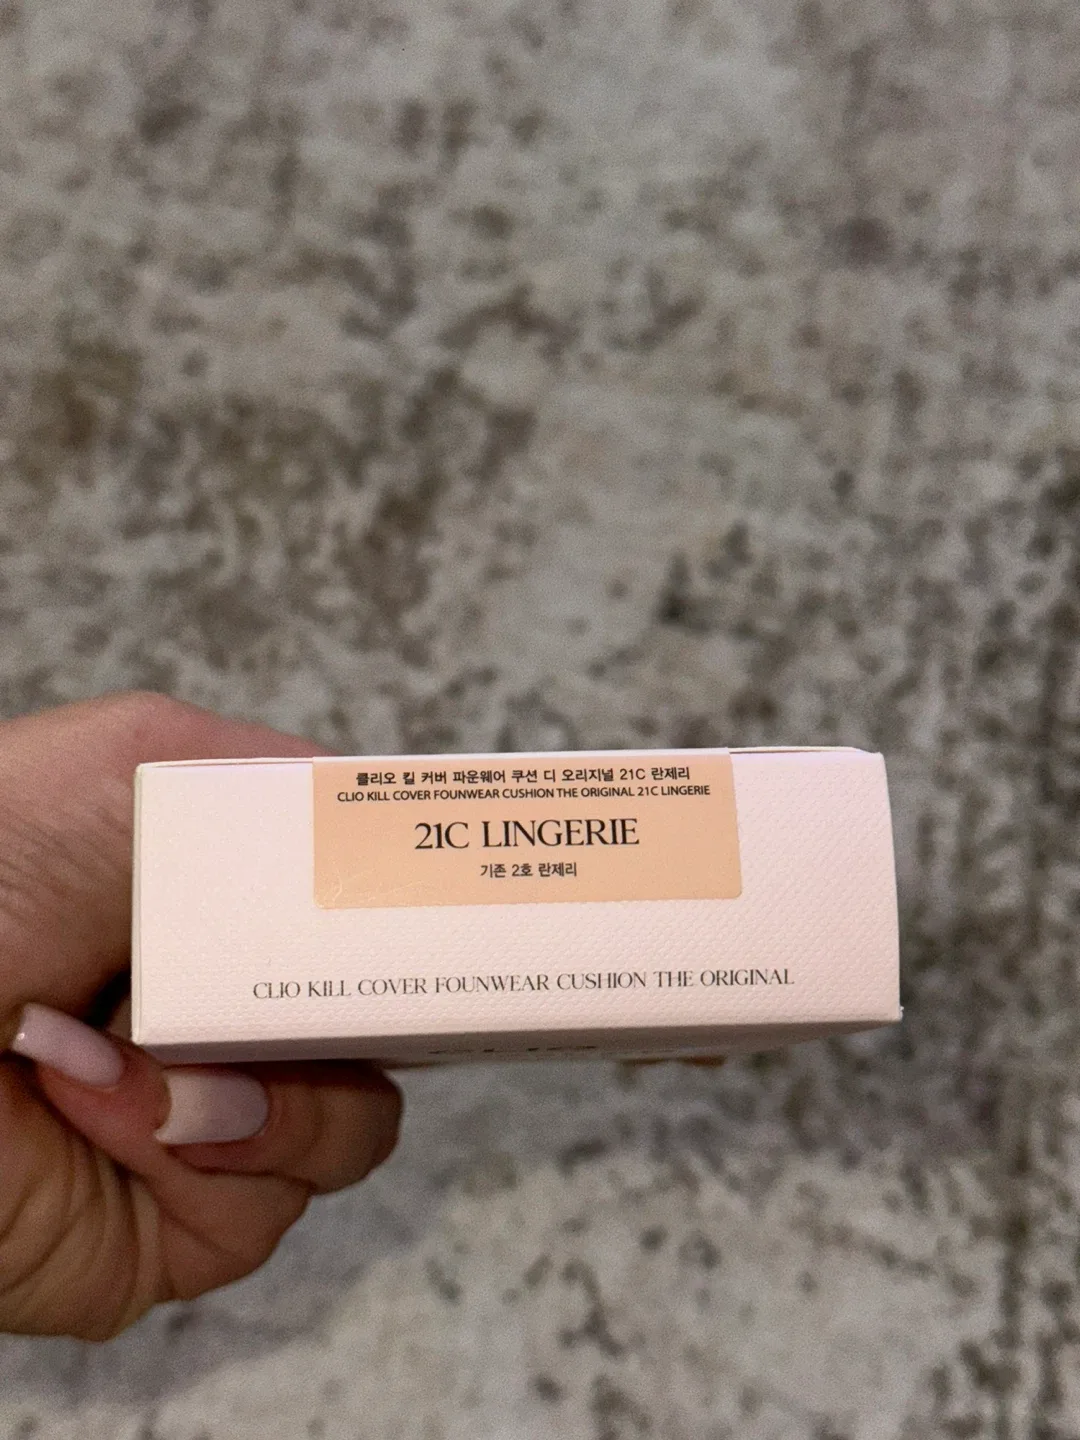 클리오 킬 커버 파운웨어 쿠션 디 오리지널 21C 란제리
CLIO KILL COVER FOUNWEAR CUSHION THE ORIGINAL 21C LINGERIE
21C LINGERIE
기존 2호 란제리
CLIO KILL COVER FOUNWEAR CUSHION THE ORIGINAL